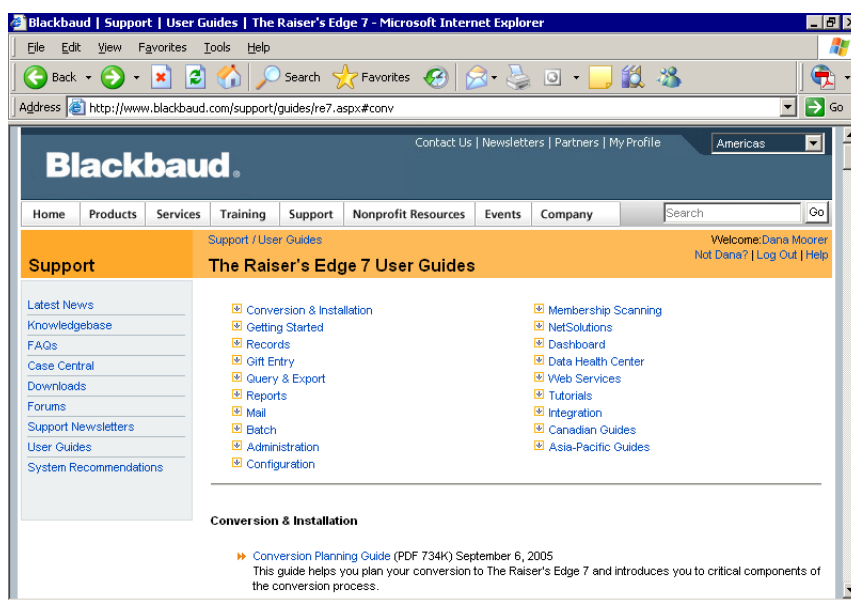 Blackbaud | Support | User Guides | The Raiser's Edge 7 - Microsoft Internet Explorer
File Edit View Favorites Tools Help
Back Search Favorites
Address http://www.blackbaud.com/support/guides/re7.aspx#conv Go
Contact Us | Newsletters | Partners | My Profile Americas
Blackbaud.
Home Products Services Training Support Nonprofit Resources Events Company Search Go
Support / User Guides Welcome:Dana Moorer
Support The Raiser's Edge 7 User Guides Not Dana? | Log Out | Help
Latest News
Knowledgebase
FAQs
Case Central
Downloads
Forums
Support Newsletters
User Guides
System Recommendations
Conversion & Installation
Getting Started
Records
Gift Entry
Query & Export
Reports
Mail
Batch
Administration
Configuration
Membership Scanning
NetSolutions
Dashboard
Data Health Center
Web Services
Tutorials
Integration
Canadian Guides
Asia-Pacific Guides
Conversion & Installation
Conversion Planning Guide (PDF 734K) September 6, 2005
This guide helps you plan your conversion to The Raiser's Edge 7 and introduces you to critical components of
the conversion process.